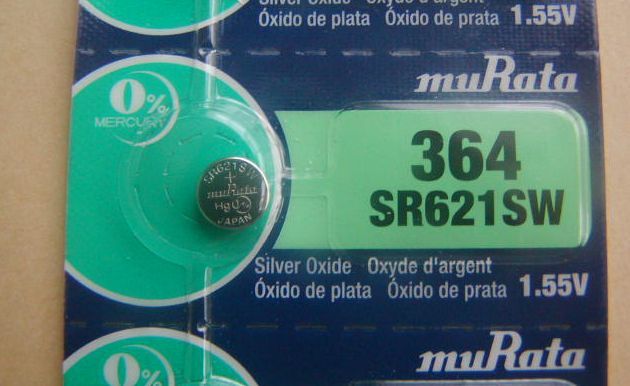 Silver Oxide Oxyde d'argent
Óxido de plata Óxido de prata 1.55V
muRata
0%
MERCURY
364
SR621SW
SR621SW
+
muRata
Hg0%
JAPAN
Silver Oxide Oxyde d'argent
Óxido de plata Óxido de prata 1.55V
muRata
0%